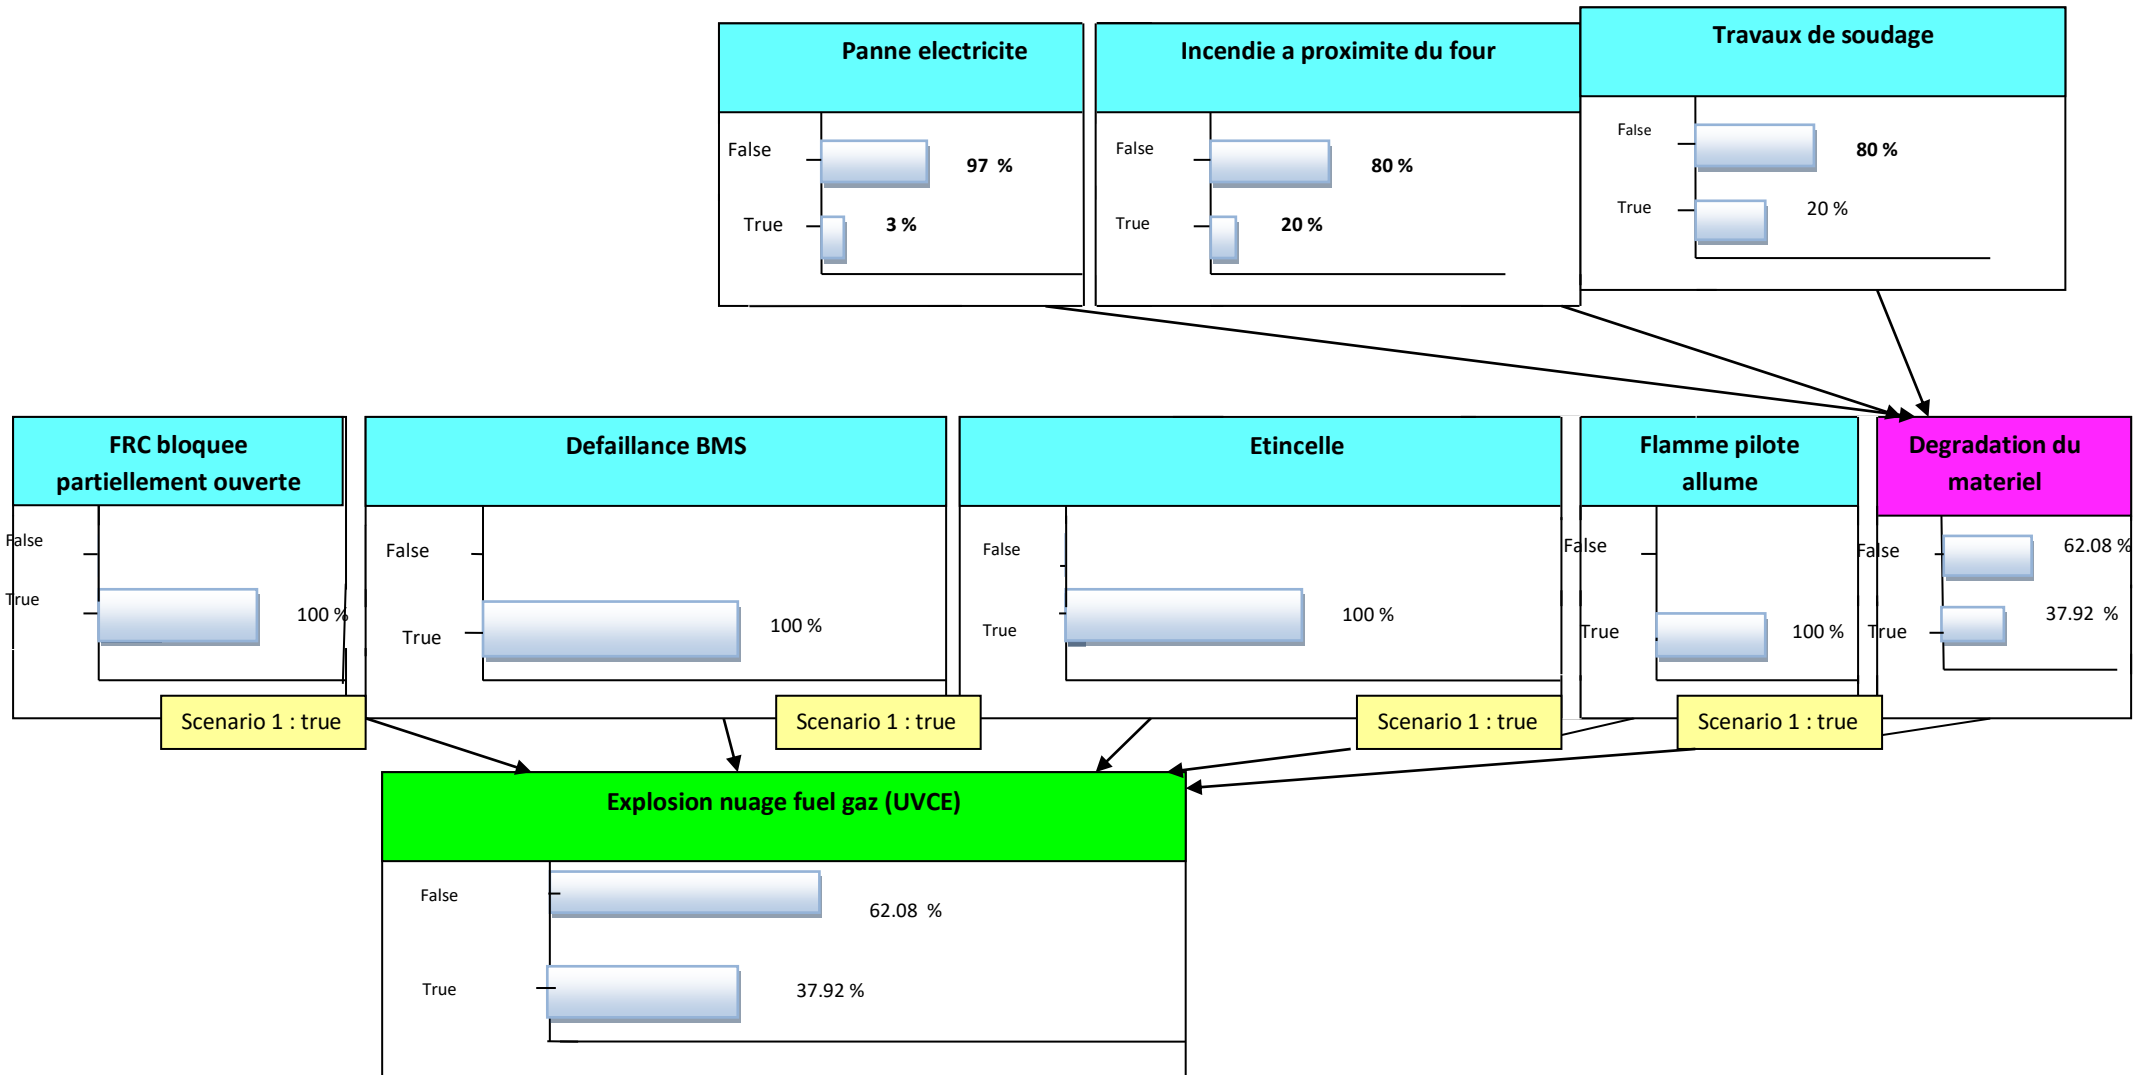 Panne electricite
False
97 %
True
3 %
Incendie a proximite du four
False
80 %
True
20 %
Travaux de soudage
False
80 %
True
20 %
FRC bloquee
partiellement ouverte
False
True
100 %
Scenario 1 : true
Defaillance BMS
False
True
100 %
Scenario 1 : true
Etincelle
False
True
100 %
Scenario 1 : true
Flamme pilote
allume
False
True
100 %
Scenario 1 : true
Degradation du
materiel
False
62.08 %
True
37.92 %
Explosion nuage fuel gaz (UVCE)
False
62.08 %
True
37.92 %